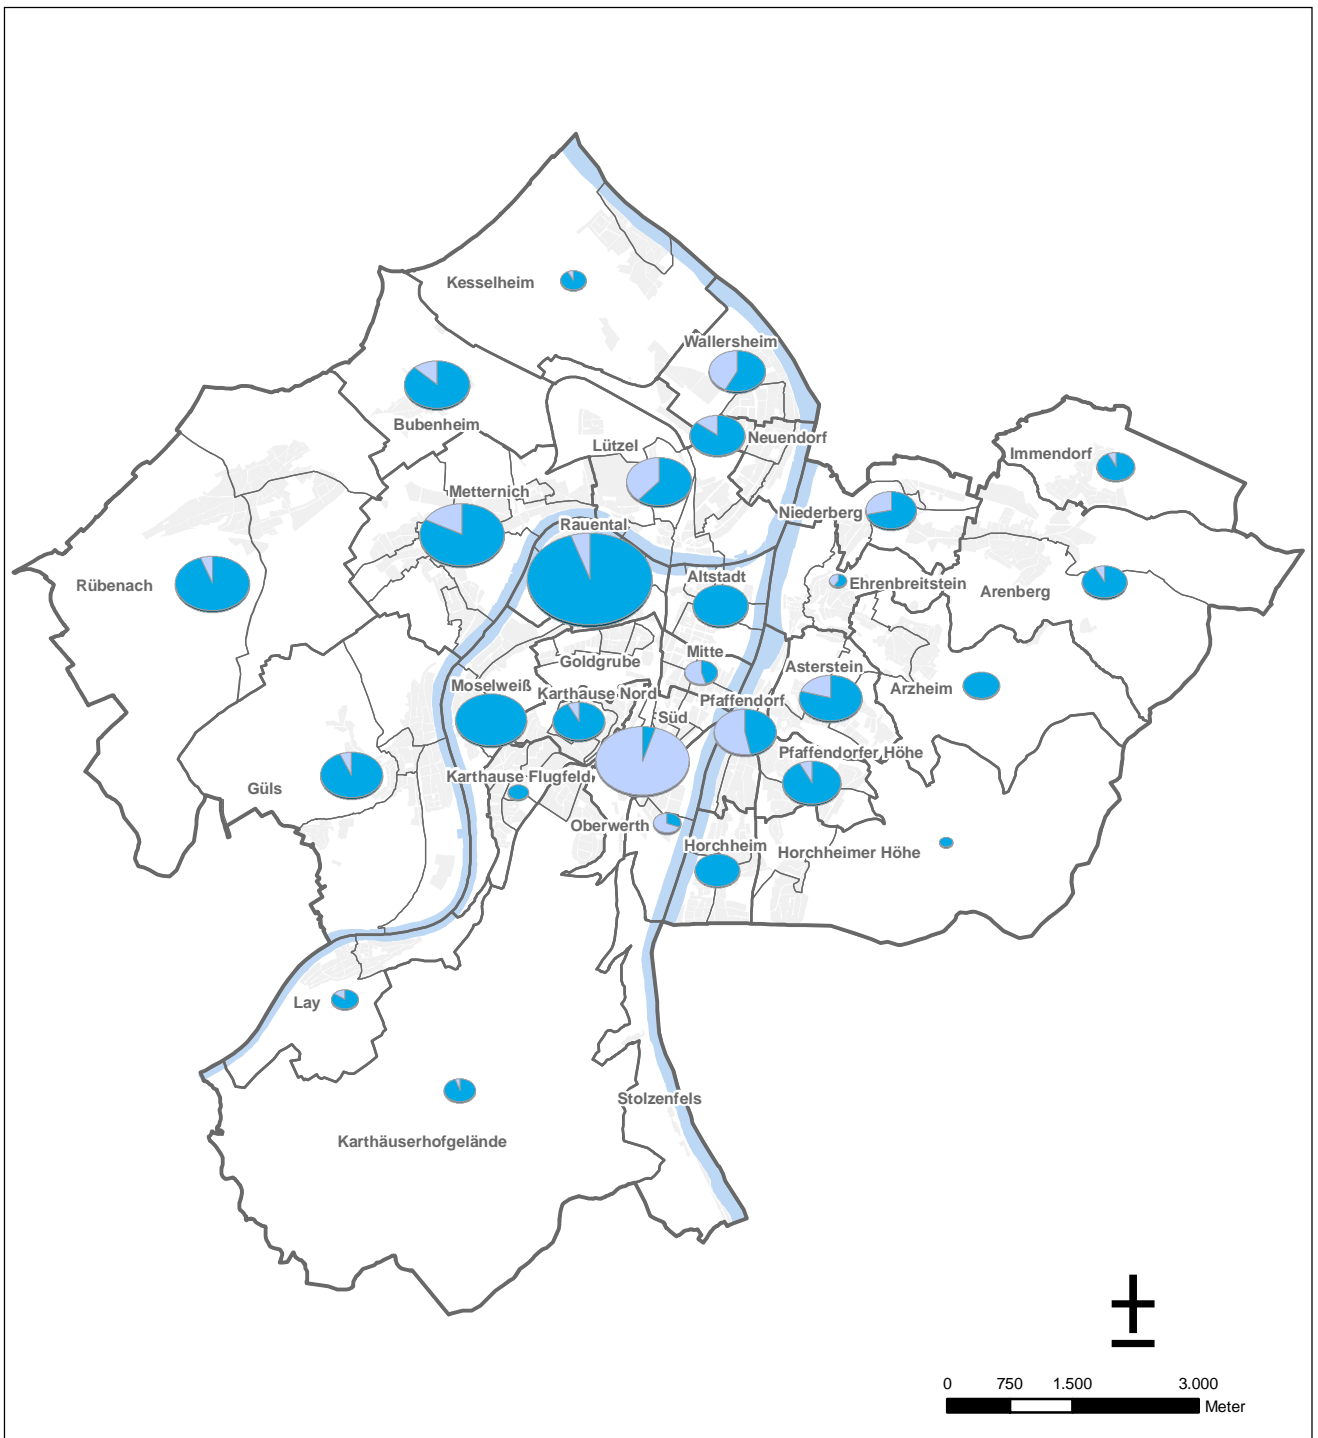 Kesselheim
Wallersheim
Bubenheim
Neuendorf
Lützel
Immendorf
Metternich
Niederberg
Rauental
Rübenach
Altstadt
Ehrenbreitstein
Arenberg
Goldgrube
Mitte
Asterstein
Arzheim
Moselweiß
Karthause Nord
Pfaffendorf
Süd
Pfaffendorfer Höhe
Karthause Flugfeld
Güls
Oberwerth
Horchheim
Horchheimer Höhe
Lay
Stolzenfels
Karthäuserhofgelände
0 750 1.500 3.000
Meter